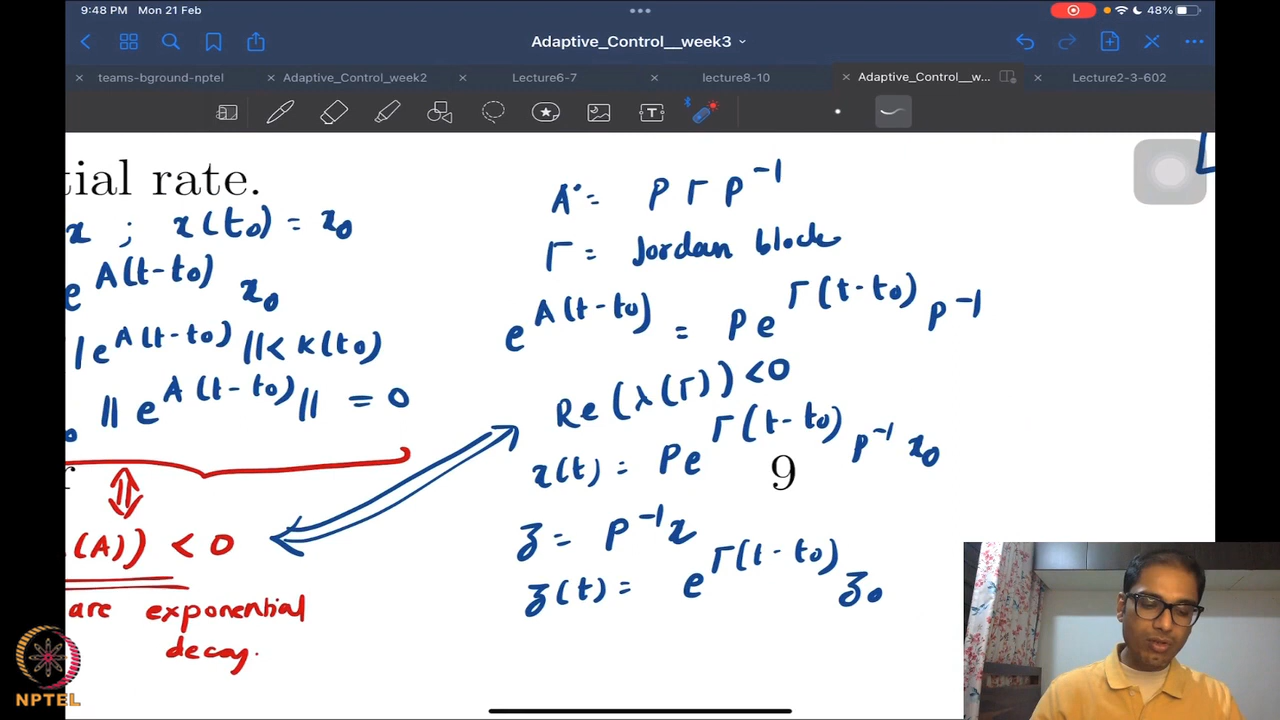 9:48 PM Mon 21 Feb
48%
Adaptive_Control__week3
teams-bground-nptel
Adaptive_Control_week2
Lecture6-7
lecture8-10
Adaptive_Control__w...
Lecture2-3-602
tial rate.
x ; x(t₀) = x₀
e^{A(t-t₀)} x₀
|e^{A(t-t₀)}|| < K(t₀)
|| e^{A(t-t₀)} || = 0
(A)) < 0
are exponential
decay.
A = P Γ P⁻¹
Γ = Jordan block
e^{A(t-t₀)} = P e^{Γ(t-t₀)} P⁻¹
Re(λ(Γ)) < 0
x(t) = P e^{Γ(t-t₀)} P⁻¹ x₀
9
z = P⁻¹ x
z(t) = e^{Γ(t-t₀)} z₀
NPTEL